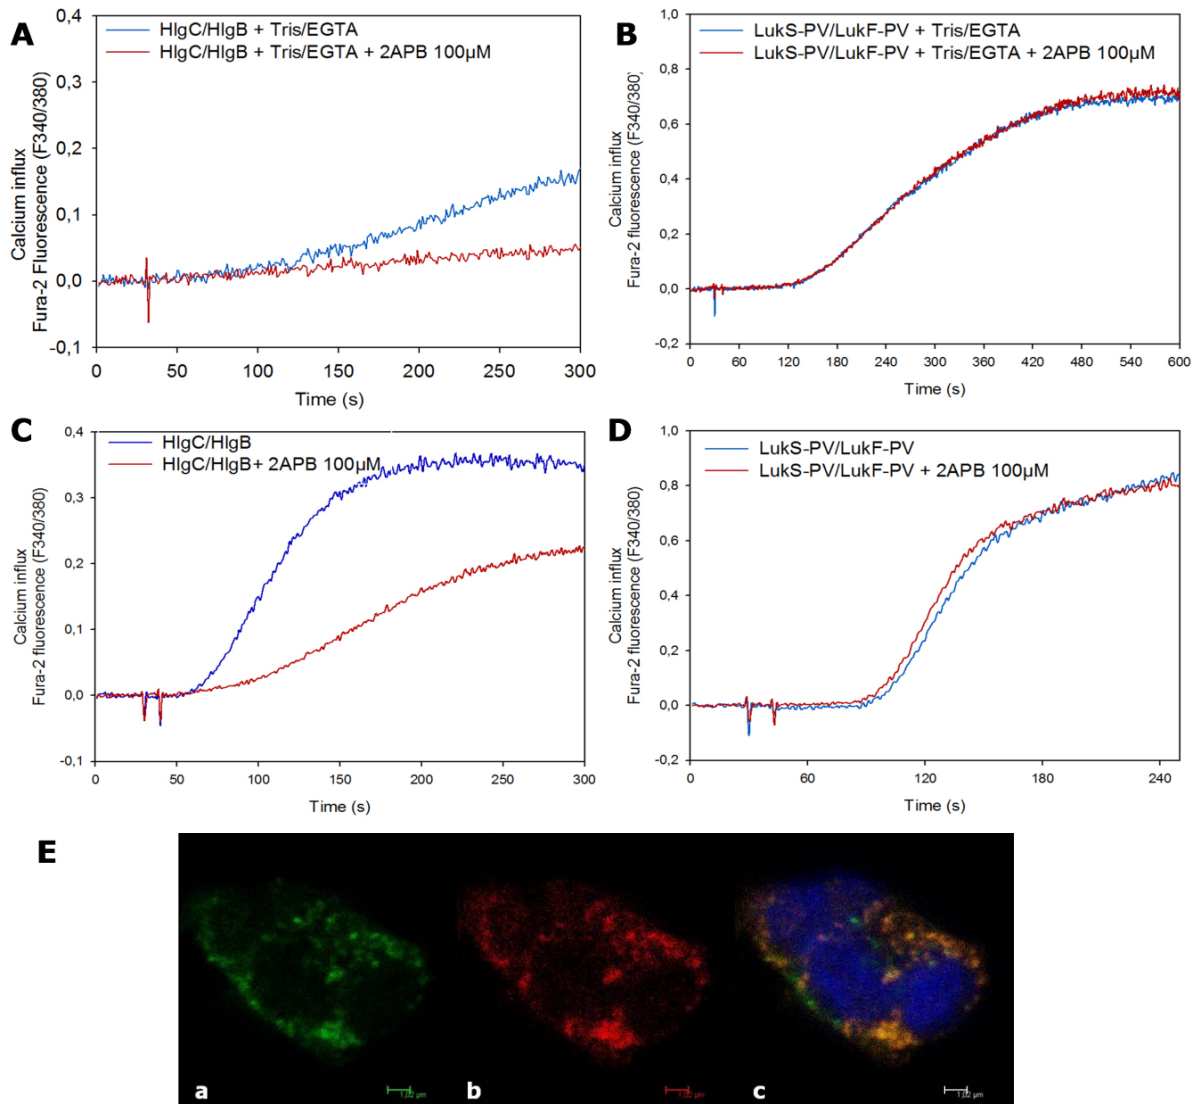 A
HlgC/HlgB + Tris/EGTA
HlgC/HlgB + Tris/EGTA + 2APB 100µM
Calcium influx
Fura-2 Fluorescence (F340/380)
0,4
0,3
0,2
0,1
0,0
-0,1
0 50 100 150 200 250 300
Time (s)
B
LukS-PV/LukF-PV + Tris/EGTA
LukS-PV/LukF-PV + Tris/EGTA + 2APB 100µM
Calcium influx
Fura-2 fluorescence (F340/380)
1,0
0,8
0,6
0,4
0,2
0,0
-0,2
0 60 120 180 240 300 360 420 480 540 600
Time (s)
C
HlgC/HlgB
HlgC/HlgB+ 2APB 100µM
Calcium influx
Fura-2 fluorescence (F340/380)
0,4
0,3
0,2
0,1
0,0
-0,1
0 50 100 150 200 250 300
Time (s)
D
LukS-PV/LukF-PV
LukS-PV/LukF-PV + 2APB 100µM
Calcium influx
Fura-2 fluorescence (F340/380)
1,0
0,8
0,6
0,4
0,2
0,0
-0,2
0 60 120 180 240
Time (s)
E
a
b
c